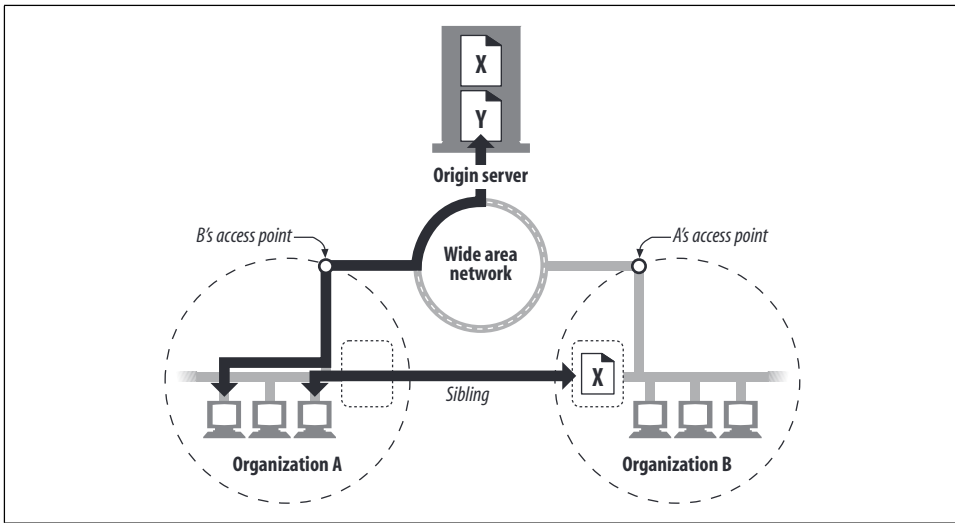 X
Y
Origin server
B's access point
A's access point
Wide area
network
X
Sibling
Organization A
Organization B